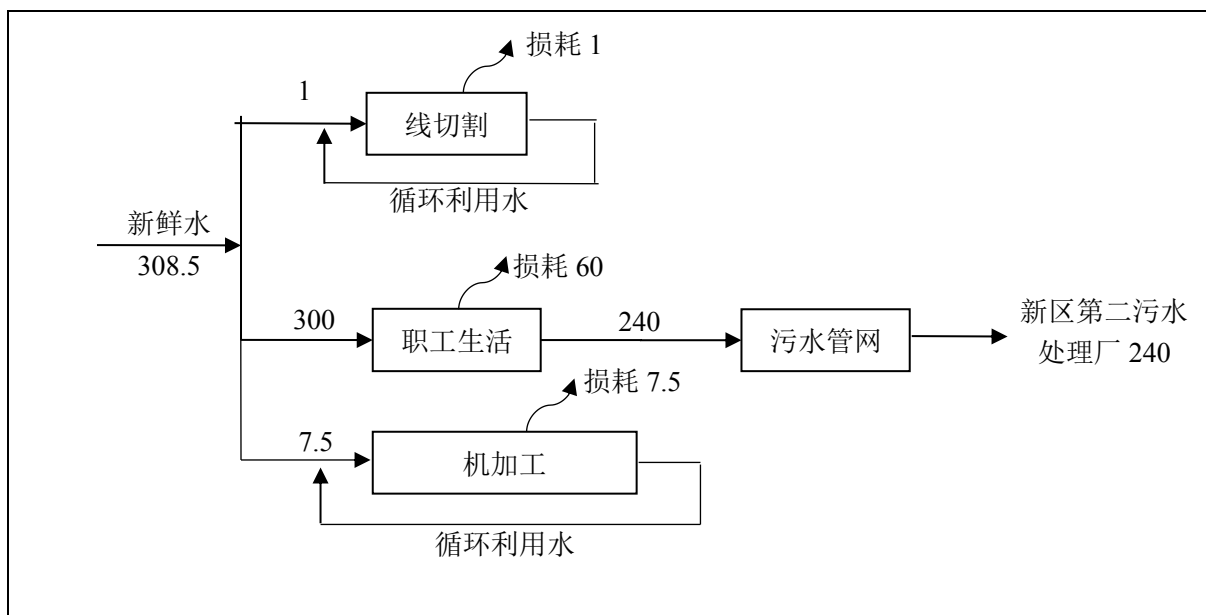 损耗 1
1
线切割
循环利用水
新鲜水
308.5
损耗 60
300
职工生活
240
污水管网
新区第二污水
处理厂 240
损耗 7.5
7.5
机加工
循环利用水